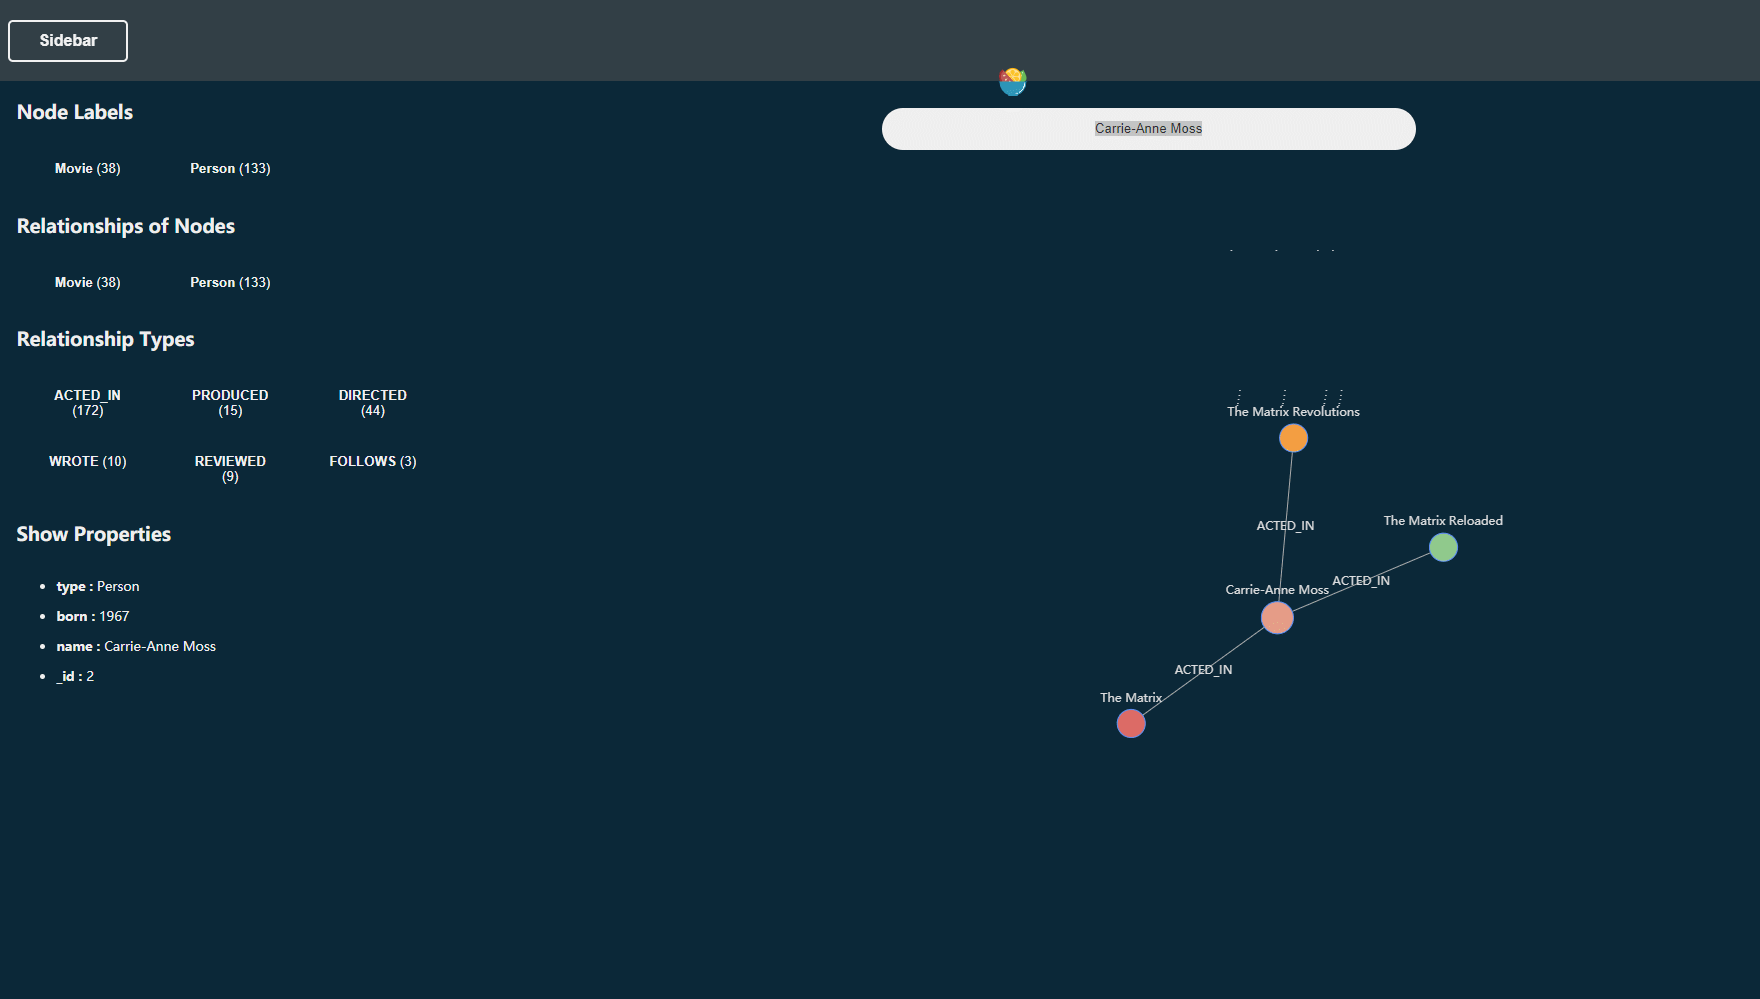 Sidebar
Carrie-Anne Moss
Node Labels
Movie (38) Person (133)
Relationships of Nodes
Movie (38) Person (133)
Relationship Types
ACTED_IN (172) PRODUCED (15) DIRECTED (44)
WROTE (10) REVIEWED (9) FOLLOWS (3)
Show Properties
type : Person
born : 1967
name : Carrie-Anne Moss
_id : 2
The Matrix Revolutions
ACTED_IN
The Matrix Reloaded
ACTED_IN
Carrie-Anne Moss
ACTED_IN
The Matrix